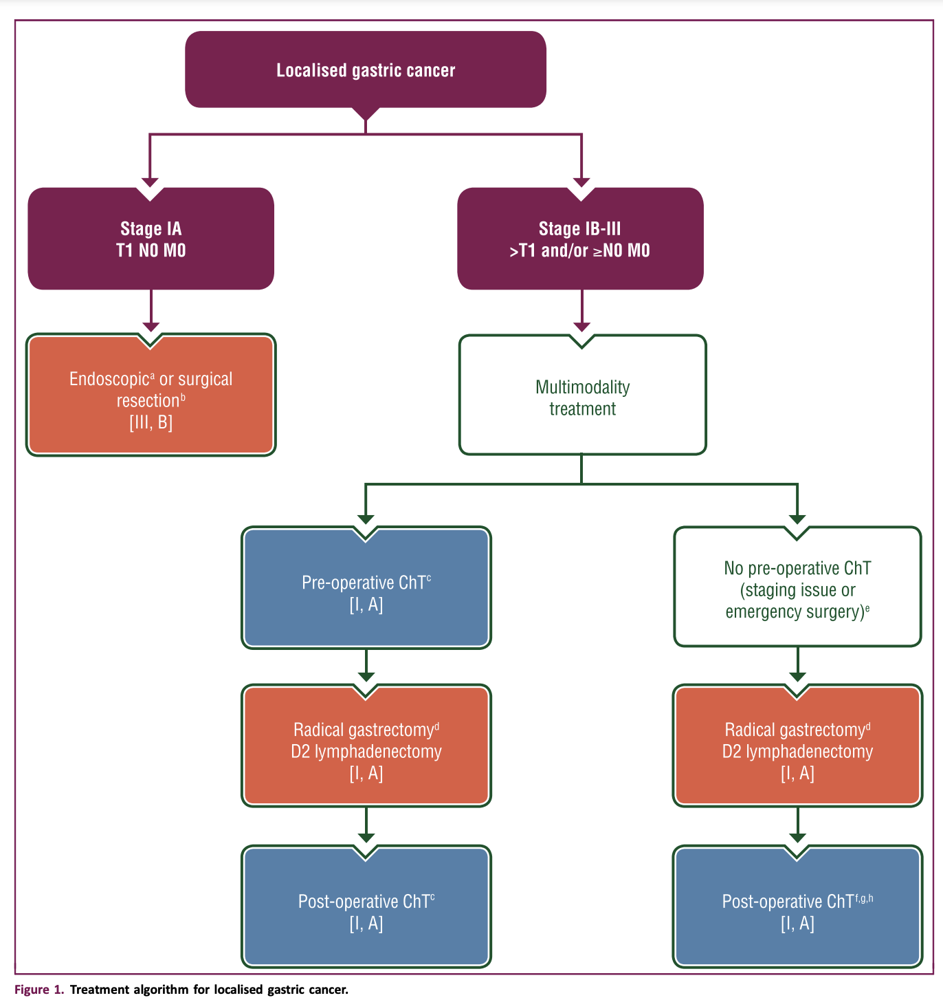 Localised gastric cancer
Stage IA
T1 N0 M0
Stage IB-III
>T1 and/or ≥N0 M0
Endoscopicᵃ or surgical
resectionᵇ
[III, B]
Multimodality
treatment
Pre-operative ChTᶜ
[I, A]
No pre-operative ChT
(staging issue or
emergency surgery)ᵉ
Radical gastrectomyᵈ
D2 lymphadenectomy
[I, A]
Radical gastrectomyᵈ
D2 lymphadenectomy
[I, A]
Post-operative ChTᶜ
[I, A]
Post-operative ChTᶠ,ᵍ,ʰ
[I, A]
Figure 1. Treatment algorithm for localised gastric cancer.